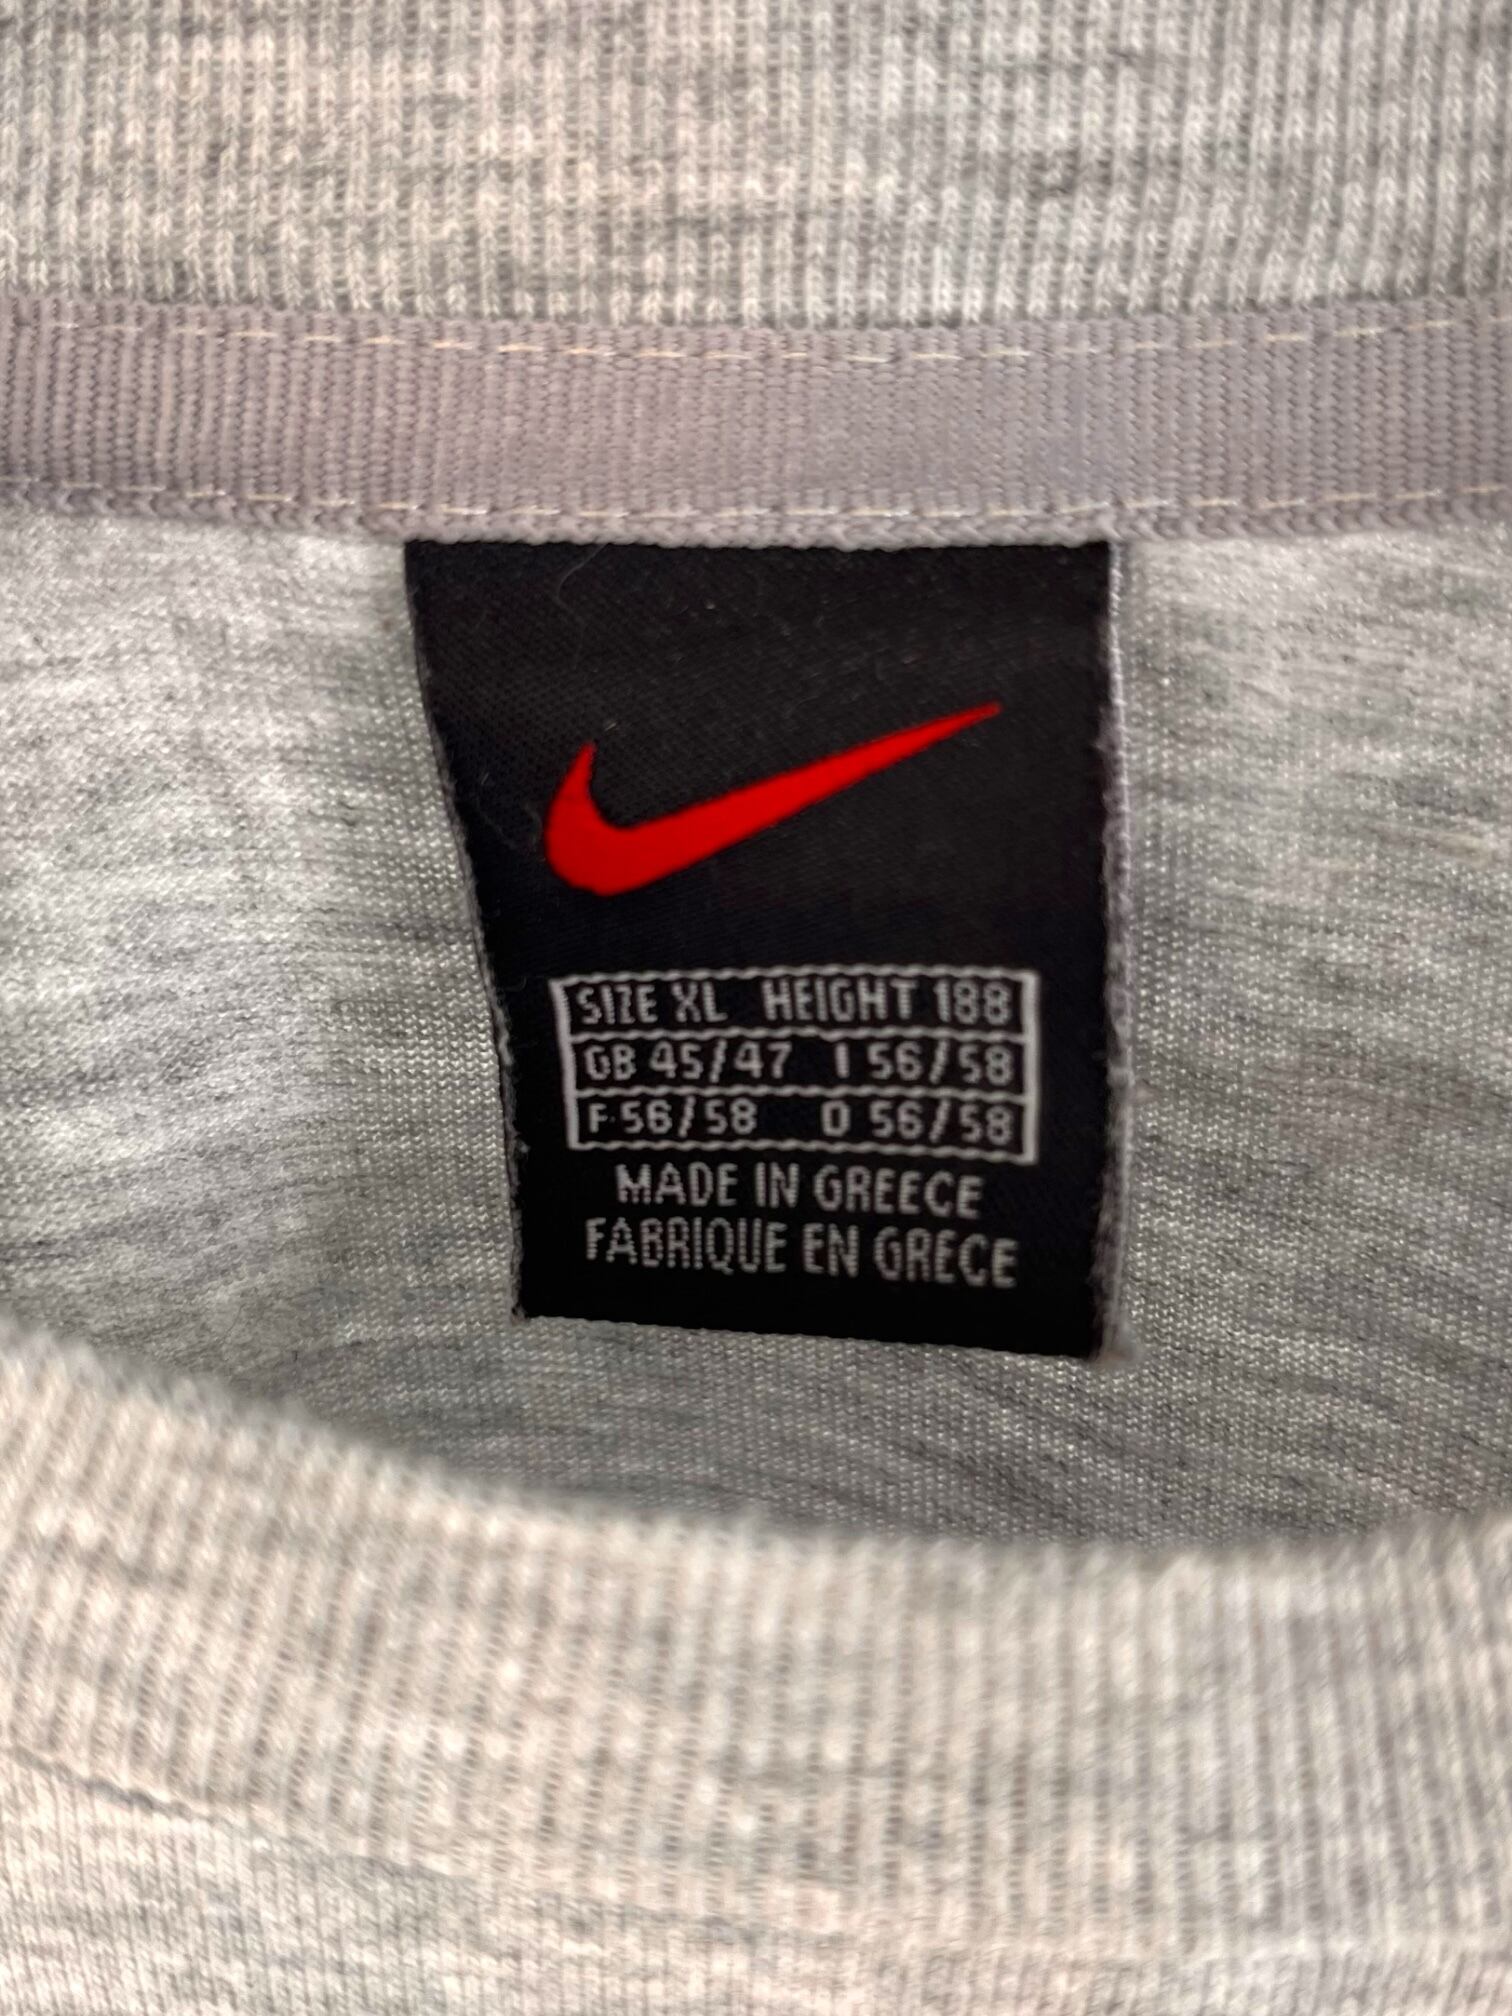 SIZE XL HEIGHT 188
GB 45/47 I 56/58
F 56/58 D 56/58
MADE IN GREECE
FABRIQUE EN GRECE